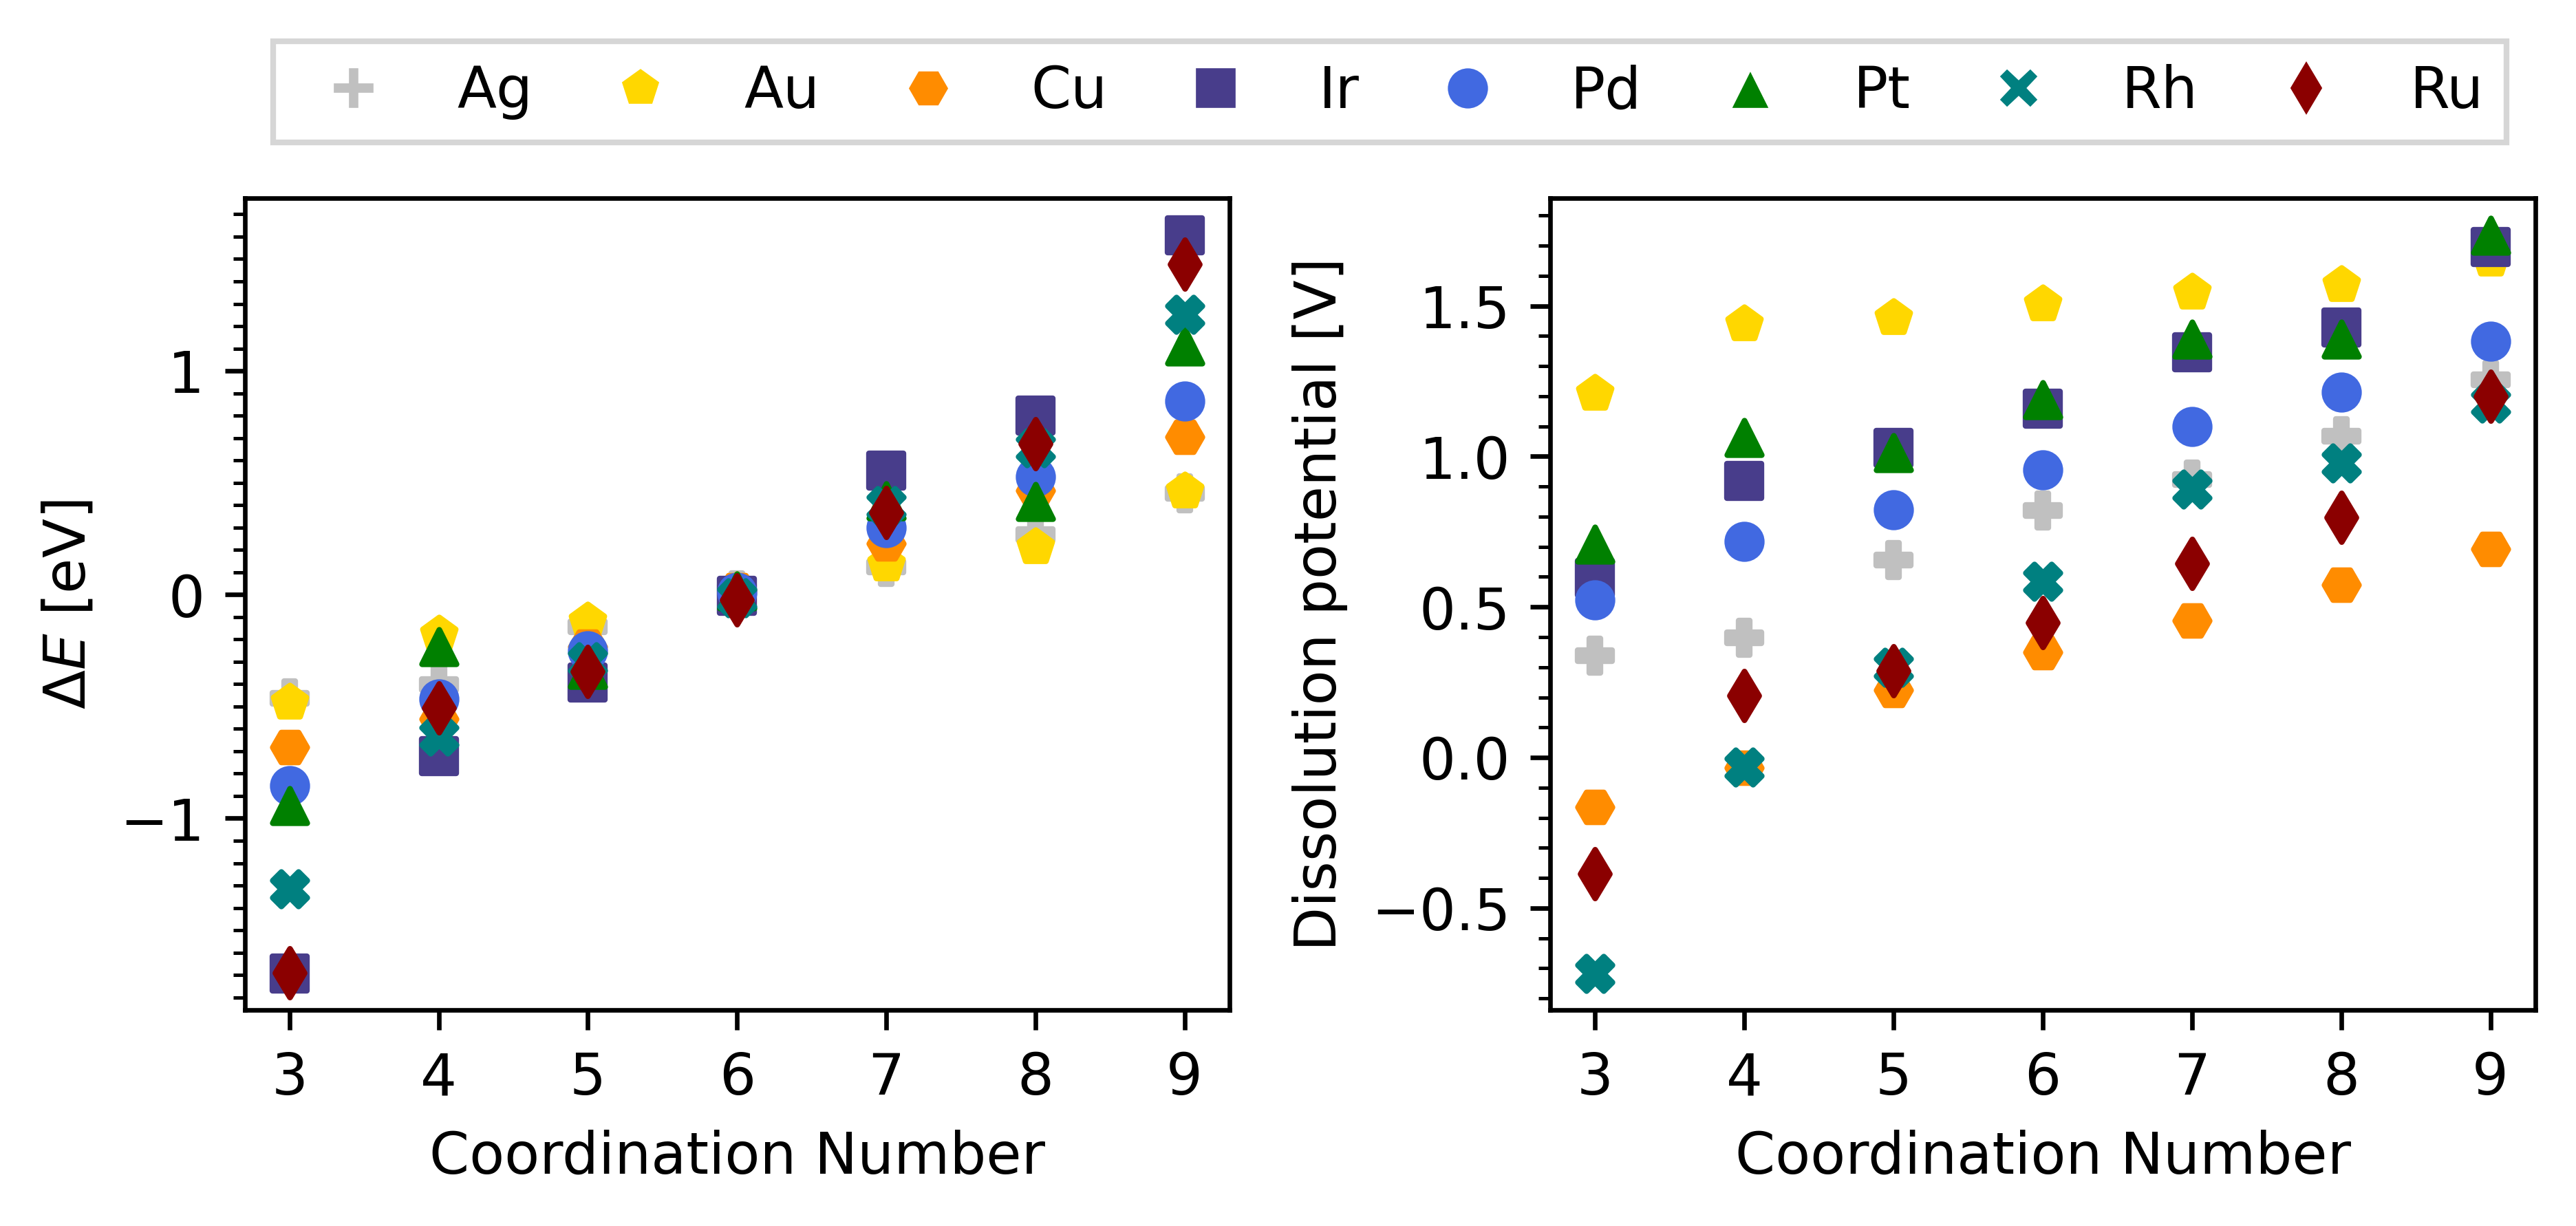 Ag Au Cu Ir Pd Pt Rh Ru
ΔE [eV]
1
0
−1
3 4 5 6 7 8 9
Coordination Number
Dissolution potential [V]
1.5
1.0
0.5
0.0
−0.5
3 4 5 6 7 8 9
Coordination Number